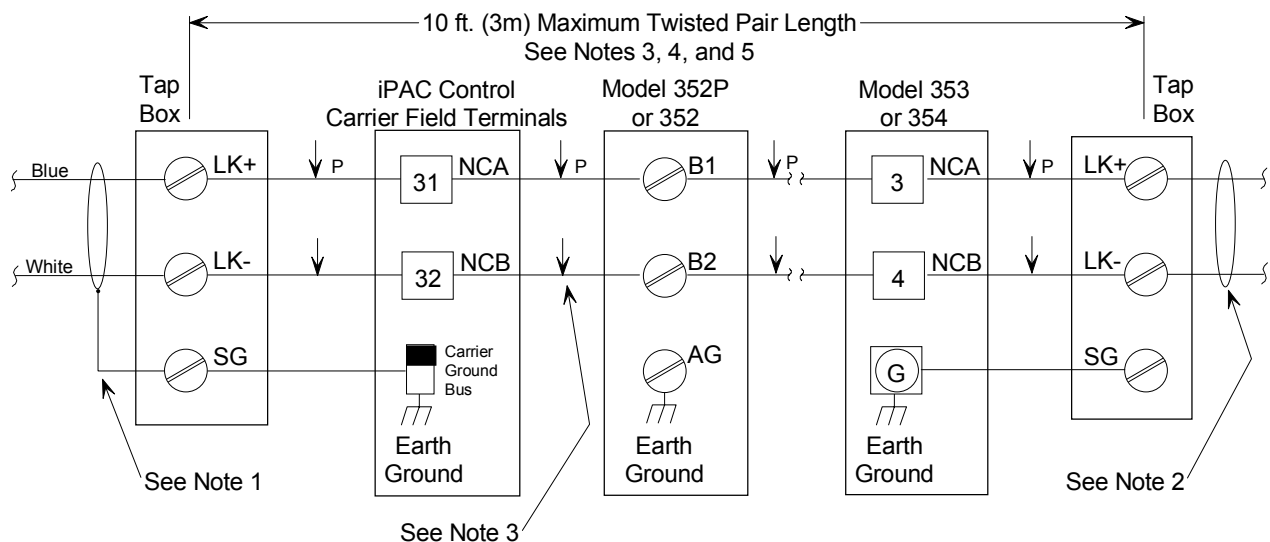 10 ft. (3m) Maximum Twisted Pair Length
See Notes 3, 4, and 5
Tap
Box
iPAC Control
Carrier Field Terminals
Model 352P
or 352
Model 353
or 354
Tap
Box
Blue
LK+
P
31
NCA
P
B1
P
3
NCA
P
LK+
White
LK-
32
NCB
B2
4
NCB
LK-
SG
Carrier
Ground
Bus
AG
G
SG
Earth
Ground
Earth
Ground
Earth
Ground
See Note 1
See Note 2
See Note 3